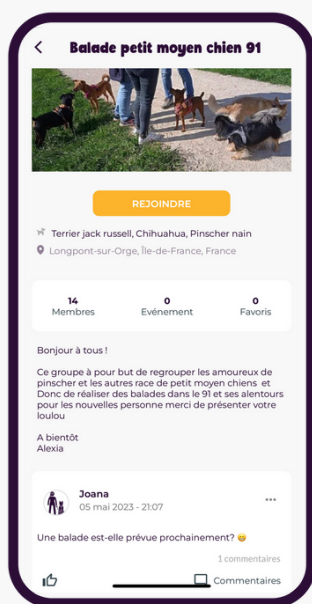 Balade petit moyen chien 91
REJOINDRE
Terrier jack russell, Chihuahua, Pinscher nain
Longpont-sur-Orge, Île-de-France, France
14 0 0
Membres Evénement Favoris
Bonjour à tous !
Ce groupe à pour but de regrouper les amoureux de
pinscher et les autres race de petit moyen chiens et
Donc de réaliser des balades dans le 91 et ses alentours
pour les nouvelles personne merci de présenter votre
loulou
A bientôt
Alexia
Joana
05 mai 2023 - 21:07
Une balade est-elle prévue prochainement? 😄
1 commentaires
Commentaires